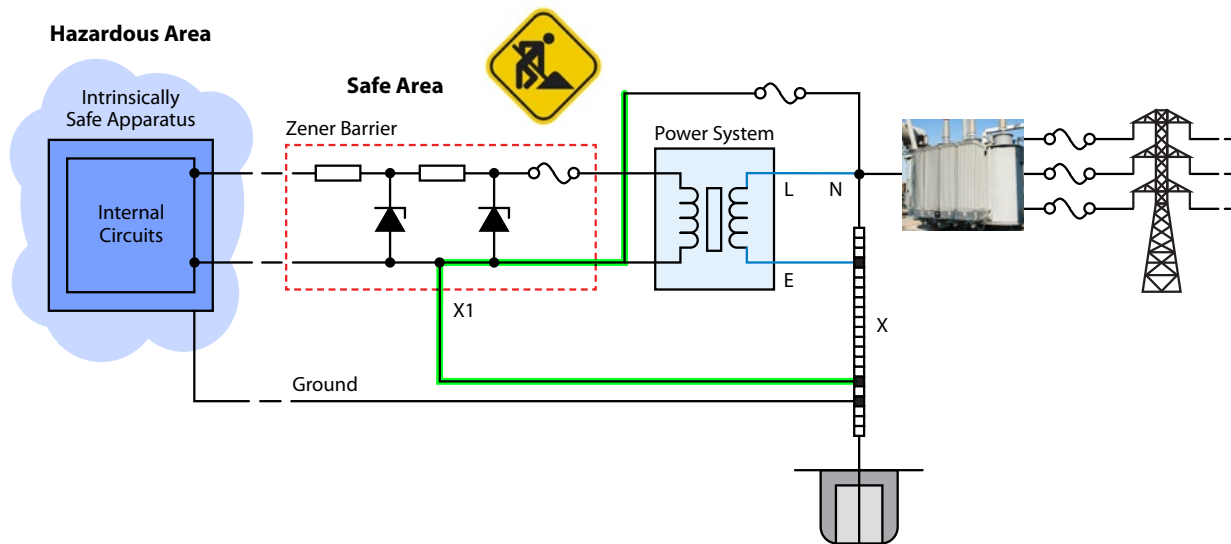 Hazardous Area
Intrinsically
Safe Apparatus
Internal
Circuits
Safe Area
Zener Barrier
Power System
L
N
E
X1
X
Ground